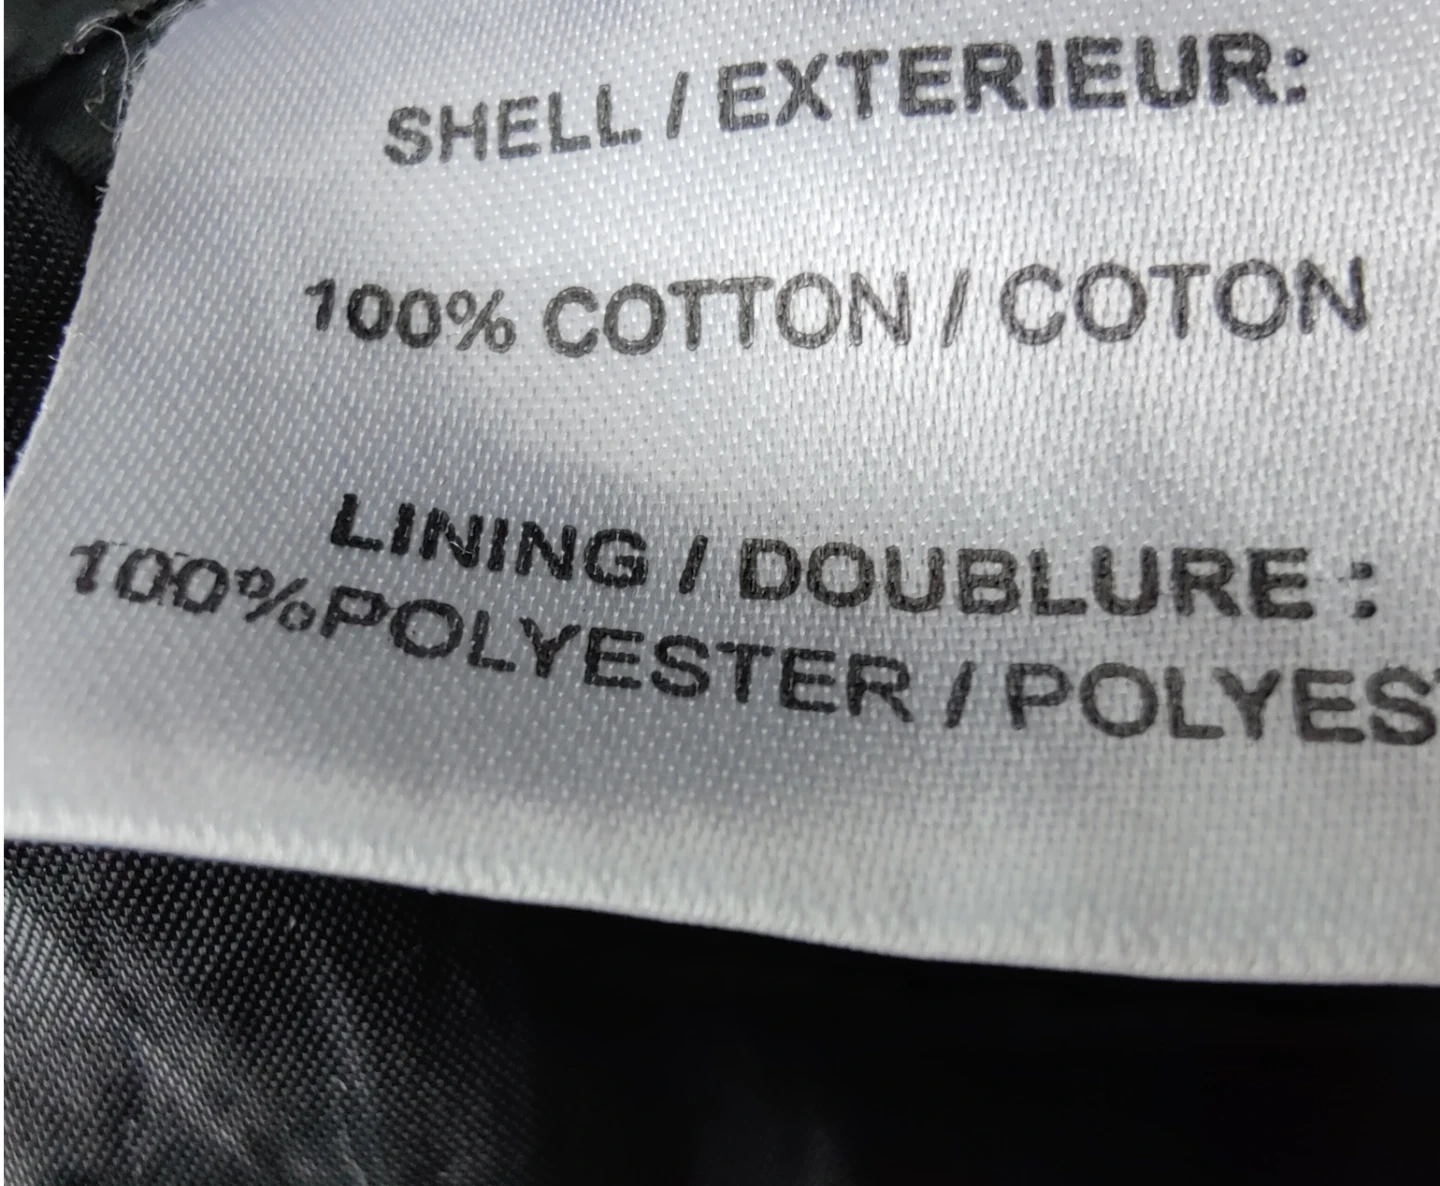 SHELL / EXTERIEUR:
100% COTTON / COTON
LINING / DOUBLURE :
100%POLYESTER / POLYES